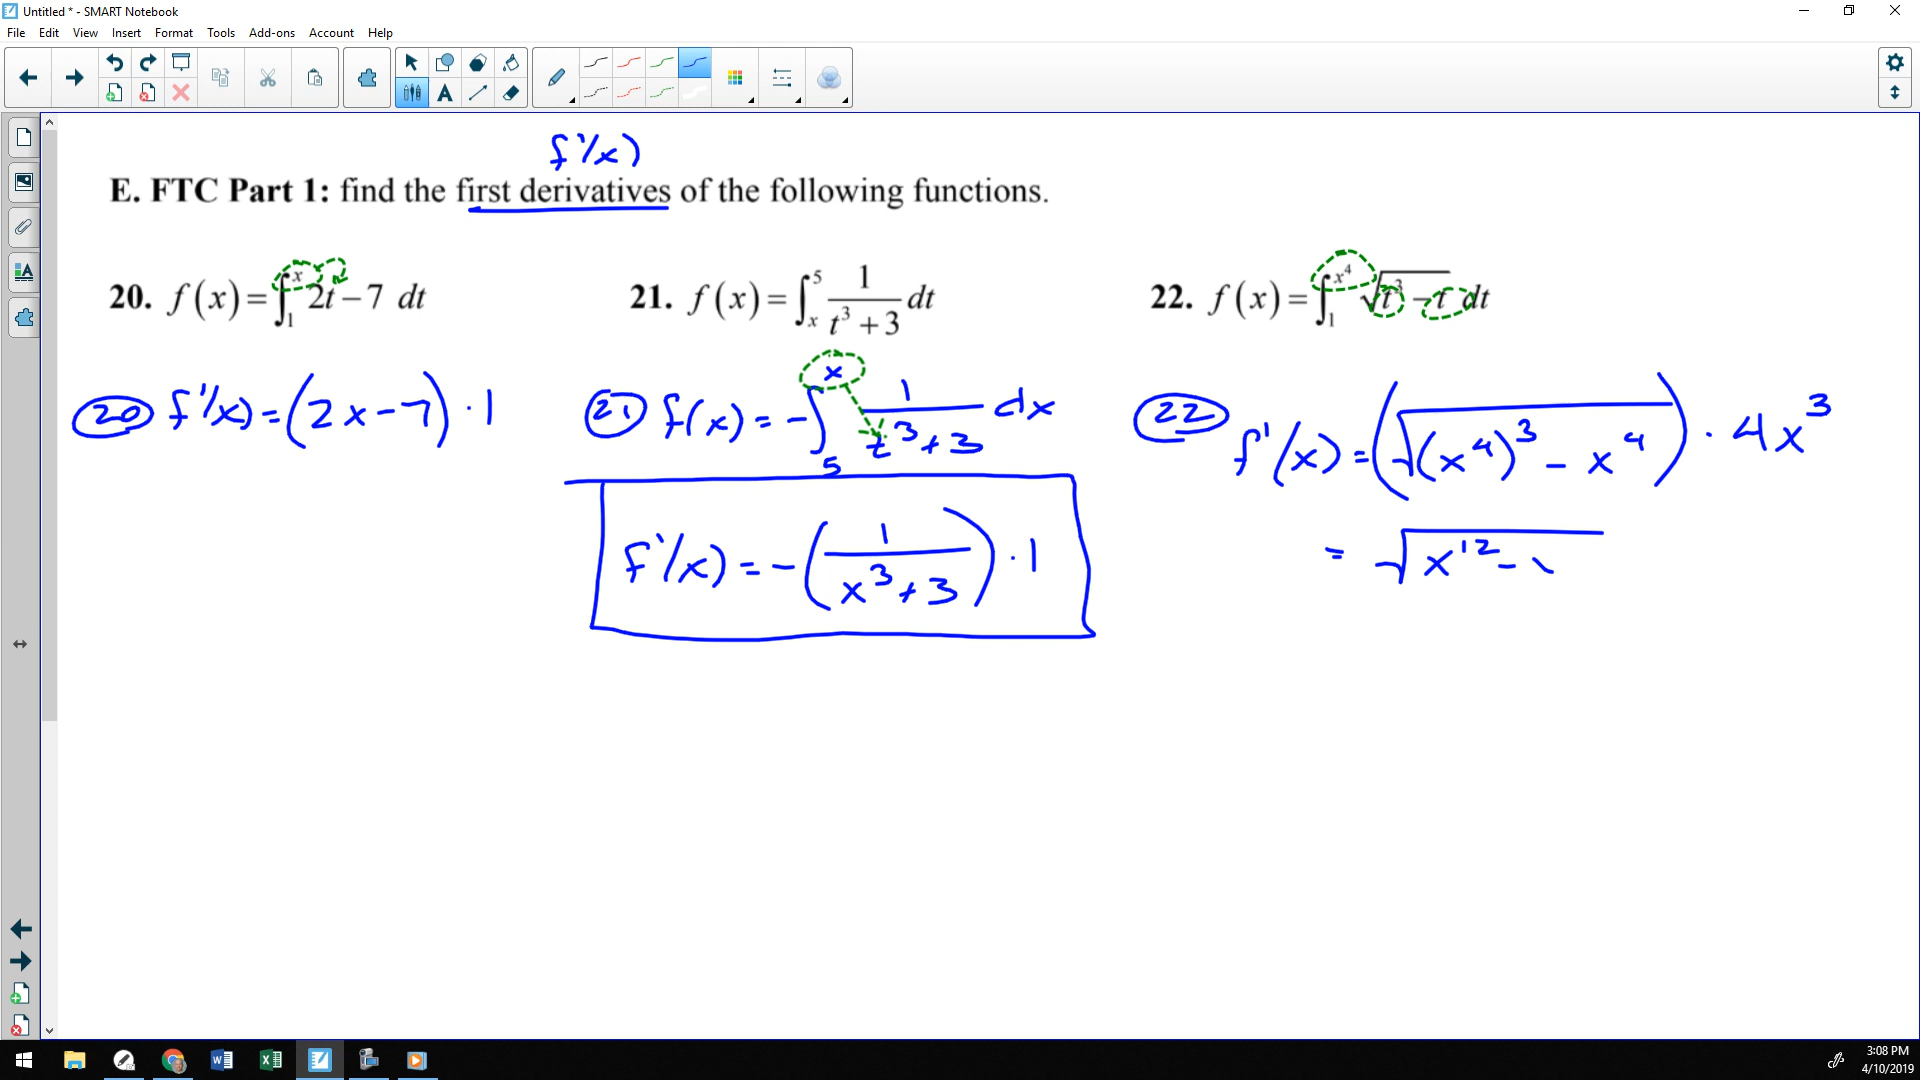 Untitled * - SMART Notebook
File Edit View Insert Format Tools Add-ons Account Help
f'(x)
E. FTC Part 1: find the first derivatives of the following functions.
20. f(x)=∫₁ˣ 2t−7 dt
21. f(x)=∫ₓ⁵ 1/(t³+3) dt
22. f(x)=∫₁^(x⁴) √(t³−t) dt
20 f'(x)=(2x-7)·1
21 f(x)=-∫₅ˣ 1/(t³+3) dx
f'(x)=-(1/(x³+3))·1
22 f'(x)=(√((x⁴)³-x⁴))·4x³
=√(x¹²-
3:08 PM
4/10/2019